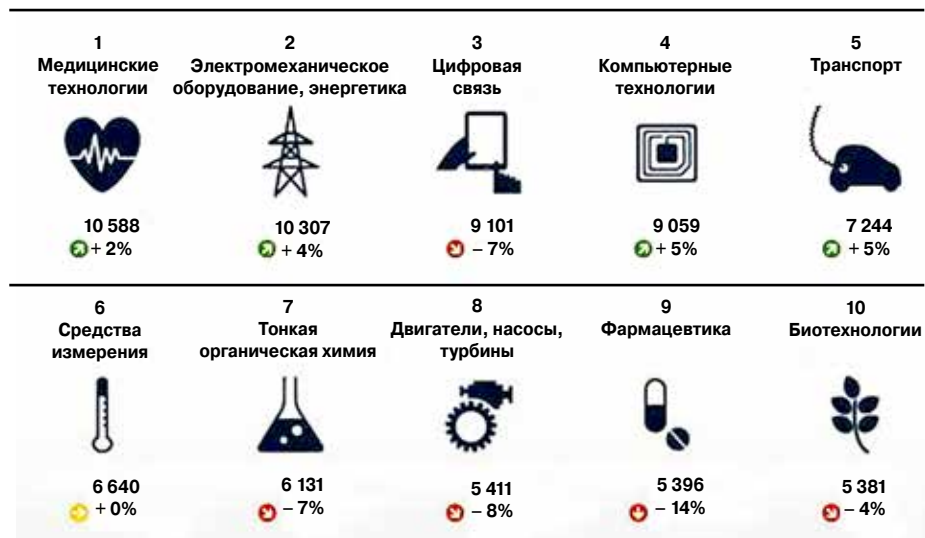 1
Медицинские
технологии
10 588
+ 2%
2
Электромеханическое
оборудование, энергетика
10 307
+ 4%
3
Цифровая
связь
9 101
– 7%
4
Компьютерные
технологии
9 059
+ 5%
5
Транспорт
7 244
+ 5%
6
Средства
измерения
6 640
+ 0%
7
Тонкая
органическая химия
6 131
– 7%
8
Двигатели, насосы,
турбины
5 411
– 8%
9
Фармацевтика
5 396
– 14%
10
Биотехнологии
5 381
– 4%